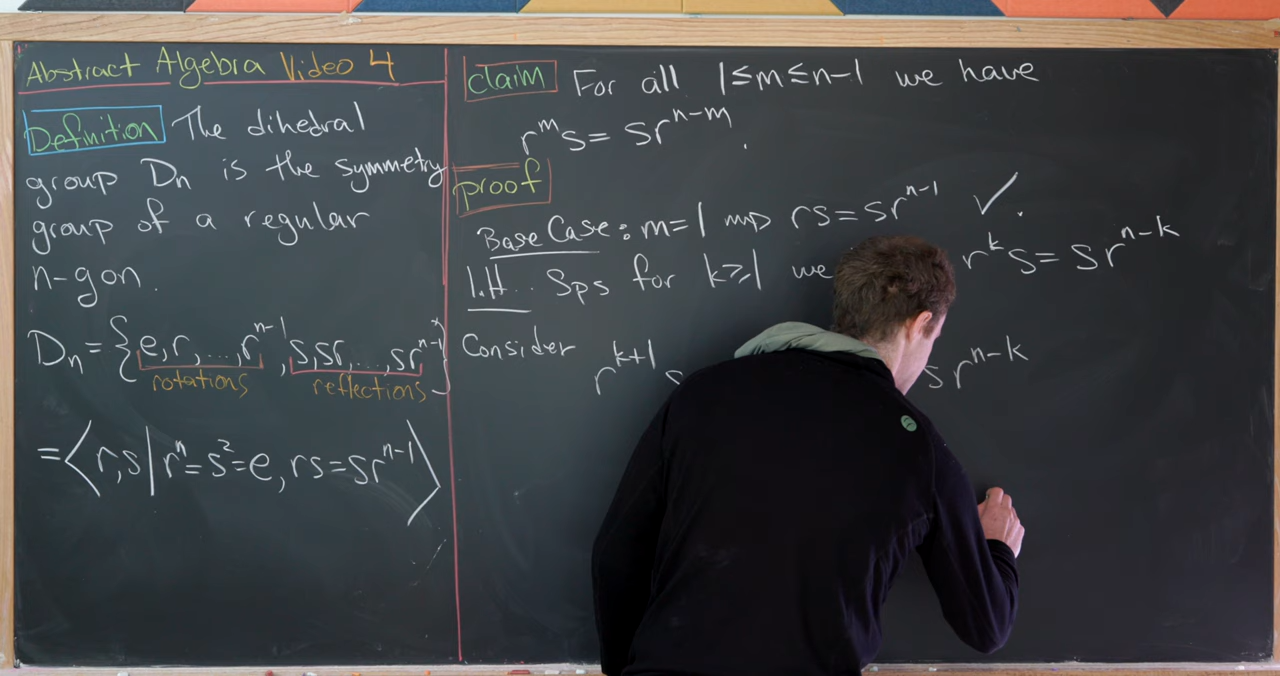 Abstract Algebra Video 4
Definition The dihedral
group Dn is the symmetry
group of a regular
n-gon.
Dn = {e, r, ..., r^{n-1}, s, sr, ..., sr^{n-1}}
rotations reflections
= ⟨r, s | r^n = s^2 = e, rs = sr^{n-1}⟩
claim For all 1 ≤ m ≤ n-1 we have
r^m s = s r^{n-m}.
proof
Base Case: m=1 ⇝ rs = sr^{n-1} ✓.
I.H. Sps for k ≥ 1 we r^k s = s r^{n-k}
Consider
r^{k+1} s s r^{n-k}